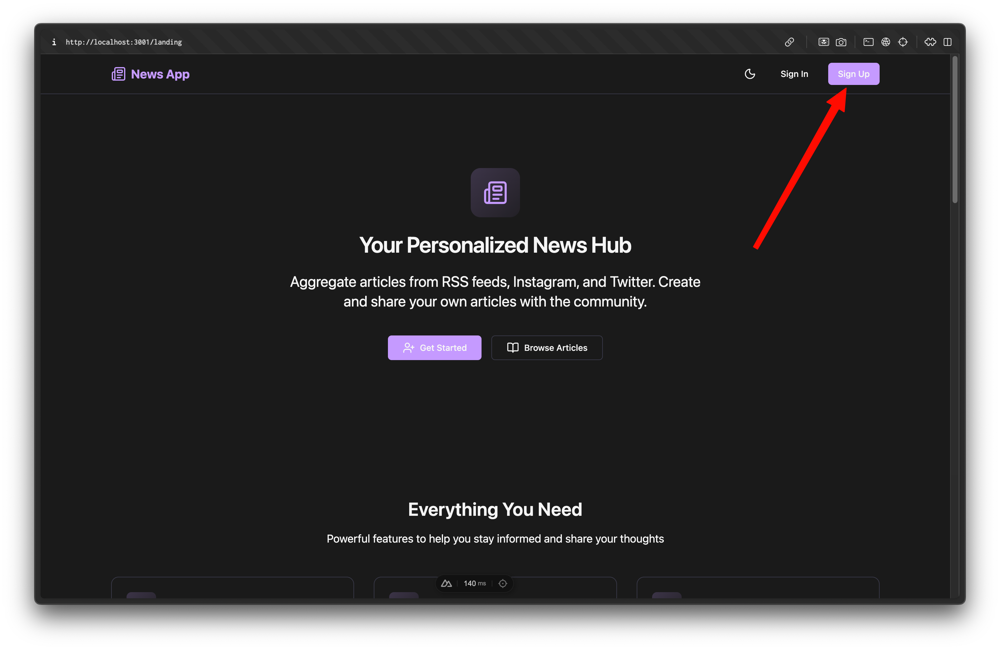 http://localhost:3001/landing
News App
Sign In
Sign Up
Your Personalized News Hub
Aggregate articles from RSS feeds, Instagram, and Twitter. Create
and share your own articles with the community.
Get Started
Browse Articles
Everything You Need
Powerful features to help you stay informed and share your thoughts
140 ms